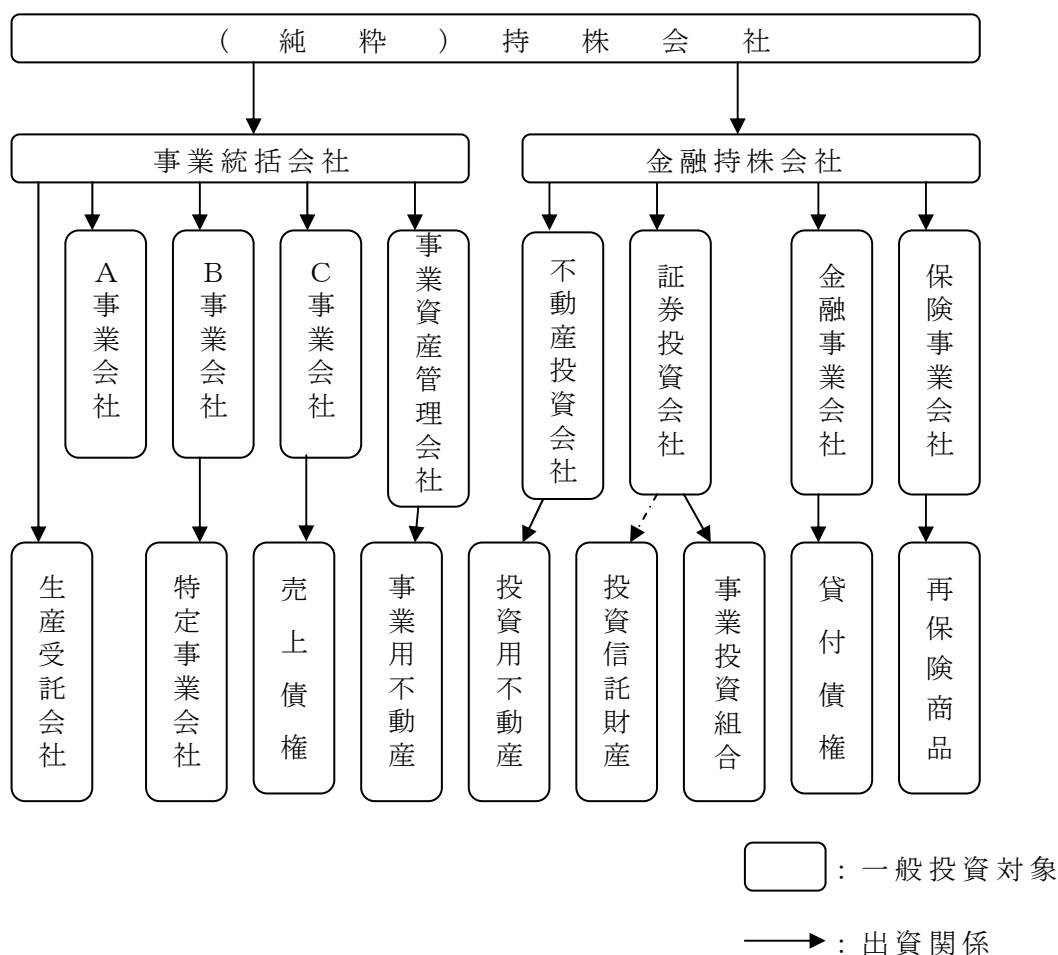 (純粋)持株会社
事業統括会社
金融持株会社
A事業会社
B事業会社
C事業会社
事業資産管理会社
不動産投資会社
証券投資会社
金融事業会社
保険事業会社
生産受託会社
特定事業会社
売上債権
事業用不動産
投資用不動産
投資信託財産
事業投資組合
貸付債権
再保険商品
:一般投資対象
:出資関係